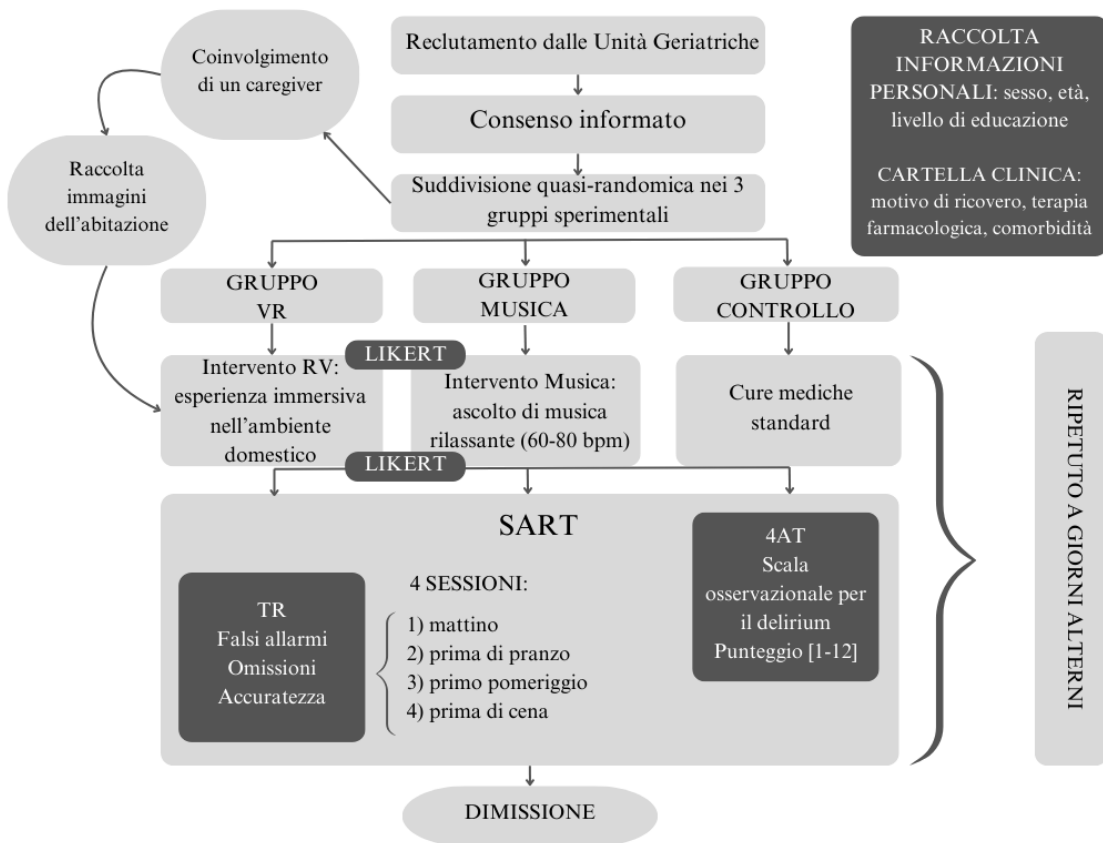 Reclutamento dalle Unità Geriatriche
Consenso informato
Suddivisione quasi-randomica nei 3
gruppi sperimentali
Coinvolgimento
di un caregiver
Raccolta
immagini
dell'abitazione
RACCOLTA
INFORMAZIONI
PERSONALI: sesso, età,
livello di educazione
CARTELLA CLINICA:
motivo di ricovero, terapia
farmacologica, comorbidità
GRUPPO
VR
GRUPPO
MUSICA
GRUPPO
CONTROLLO
LIKERT
Intervento RV:
esperienza immersiva
nell'ambiente
domestico
Intervento Musica:
ascolto di musica
rilassante (60-80 bpm)
Cure mediche
standard
LIKERT
SART
TR
Falsi allarmi
Omissioni
Accuratezza
4 SESSIONI:
1) mattino
2) prima di pranzo
3) primo pomeriggio
4) prima di cena
4AT
Scala
osservazionale per
il delirium
Punteggio [1-12]
RIPETUTO A GIORNI ALTERNI
DIMISSIONE